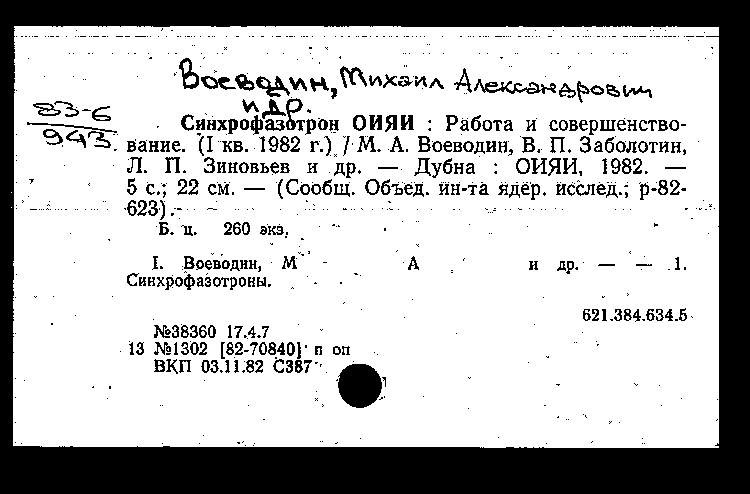 Воеводин, Михаил Александрович
и др.
83-6
943
Синхрофазотрон ОИЯИ : Работа и совершенство-
вание. (I кв. 1982 г.) / М. А. Воеводин, В. П. Заболотин,
Л. П. Зиновьев и др. — Дубна : ОИЯИ, 1982. —
5 с.; 22 см. — (Сообщ. Объед. ин-та ядер. исслед.; р-82-
623).
Б. ц. 260 экз.
I. Воеводин, М А и др. — — 1.
Синхрофазотроны.
621.384.634.5
№38360 17.4.7
13 №1302 [82-70840] п оп
ВКП 03.11.82 С387